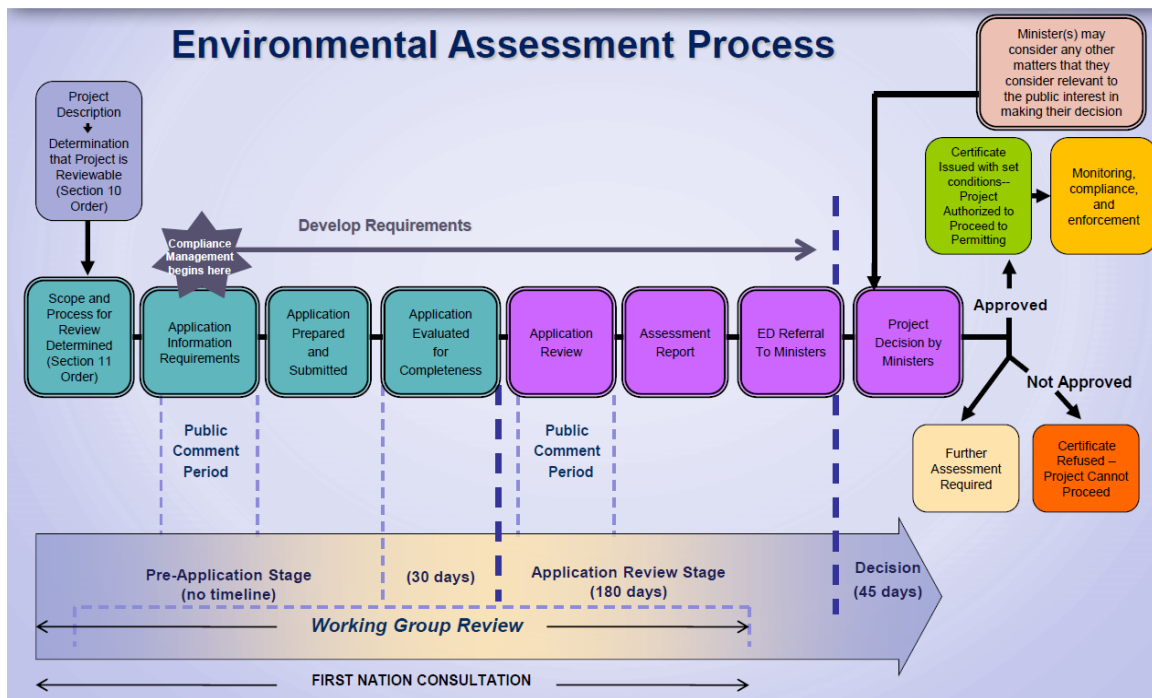 Environmental Assessment Process
Minister(s) may
consider any other
matters that they
consider relevant to
the public interest in
making their decision
Project
Description
Determination
that Project is
Reviewable
(Section 10
Order)
Certificate
Issued with set
conditions--
Project
Authorized to
Proceed to
Permitting
Monitoring,
compliance,
and
enforcement
Compliance
Management
begins here
Develop Requirements
Scope and
Process for
Review
Determined
(Section 11
Order)
Application
Information
Requirements
Application
Prepared
and
Submitted
Application
Evaluated
for
Completeness
Application
Review
Assessment
Report
ED Referral
To Ministers
Project
Decision by
Ministers
Approved
Not Approved
Public
Comment
Period
Public
Comment
Period
Further
Assessment
Required
Certificate
Refused –
Project Cannot
Proceed
Pre-Application Stage
(no timeline)
(30 days)
Application Review Stage
(180 days)
Decision
(45 days)
Working Group Review
FIRST NATION CONSULTATION